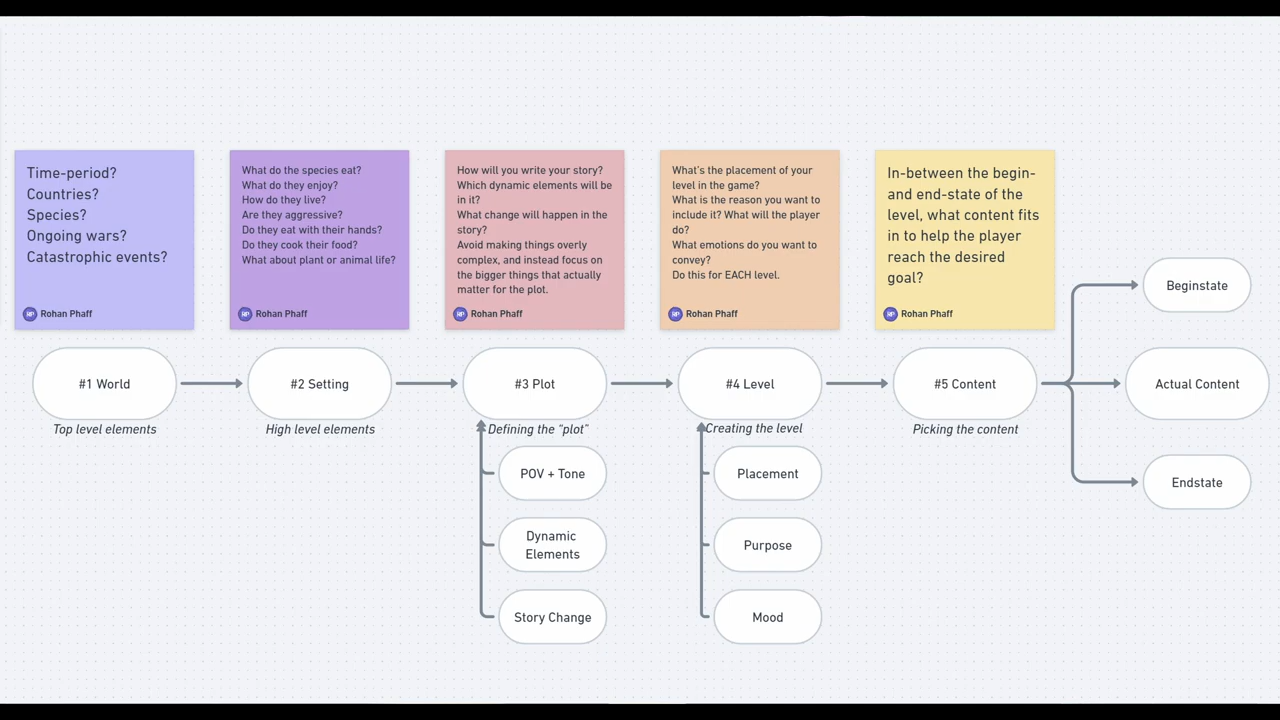 Time-period?
Countries?
Species?
Ongoing wars?
Catastrophic events?
RP Rohan Phaff
What do the species eat?
What do they enjoy?
How do they live?
Are they aggressive?
Do they eat with their hands?
Do they cook their food?
What about plant or animal life?
RP Rohan Phaff
How will you write your story?
Which dynamic elements will be
in it?
What change will happen in the
story?
Avoid making things overly
complex, and instead focus on
the bigger things that actually
matter for the plot.
RP Rohan Phaff
What's the placement of your
level in the game?
What is the reason you want to
include it? What will the player
do?
What emotions do you want to
convey?
Do this for EACH level.
RP Rohan Phaff
In-between the begin-
and end-state of the
level, what content fits
in to help the player
reach the desired
goal?
RP Rohan Phaff
#1 World
Top level elements
#2 Setting
High level elements
#3 Plot
Defining the “plot”
POV + Tone
Dynamic
Elements
Story Change
#4 Level
Creating the level
Placement
Purpose
Mood
#5 Content
Picking the content
Beginstate
Actual Content
Endstate